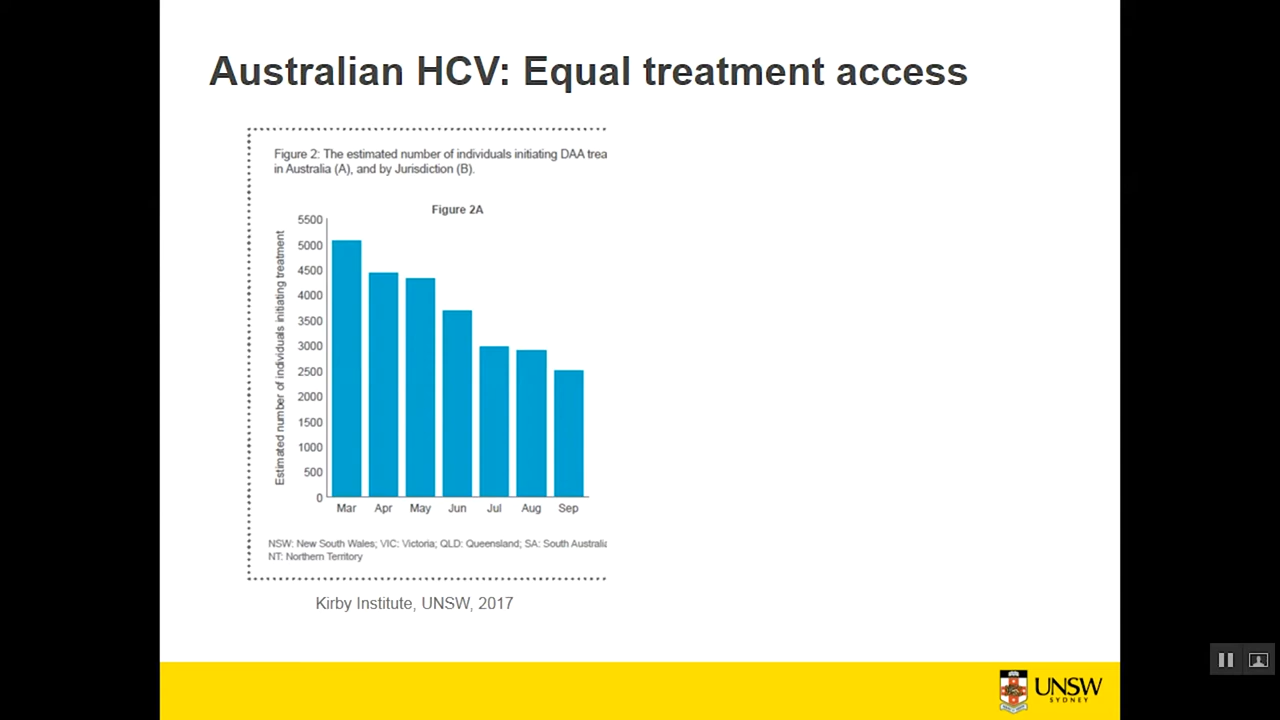 Australian HCV: Equal treatment access
Figure 2: The estimated number of individuals initiating DAA trea
in Australia (A), and by Jurisdiction (B).
Figure 2A
Estimated number of individuals initiating treatment
5500
5000
4500
4000
3500
3000
2500
2000
1500
1000
500
0
Mar Apr May Jun Jul Aug Sep
NSW: New South Wales; VIC: Victoria; QLD: Queensland; SA: South Australia
NT: Northern Territory
Kirby Institute, UNSW, 2017
UNSW
SYDNEY